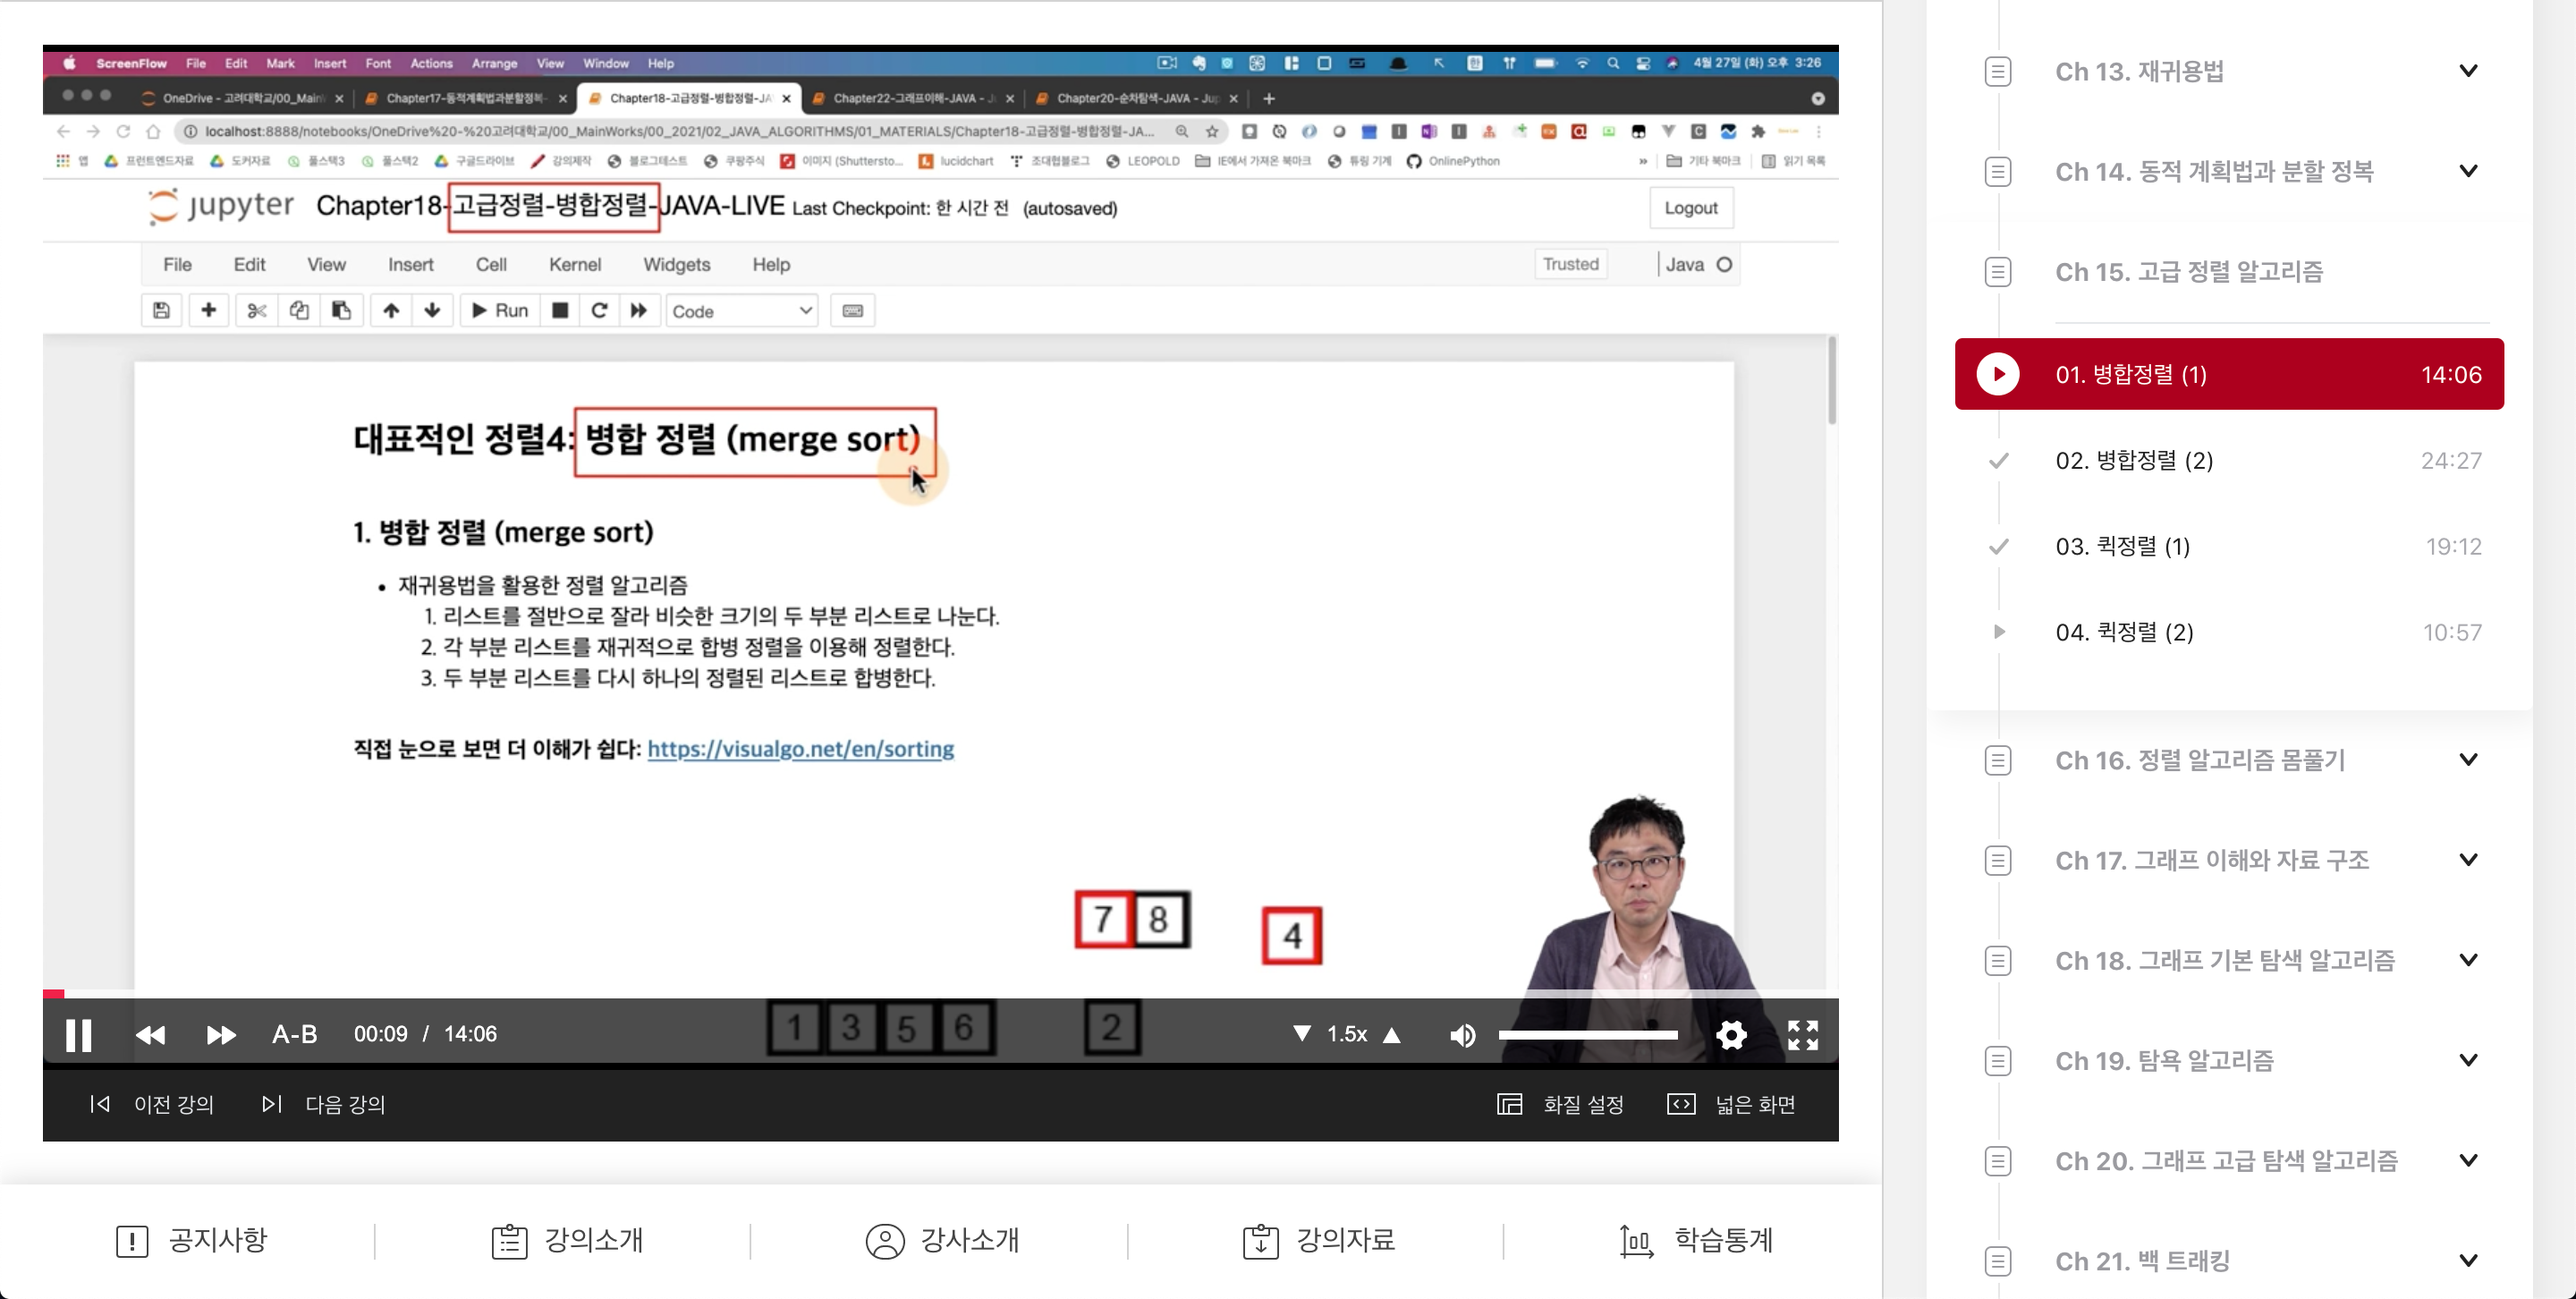 ScreenFlow File Edit Mark Insert Font Actions Arrange View Window Help 4월 27일 (화) 오후 3:26
OneDrive - 고려대학교/00_Main Chapter17-동적계획법과분할정복- Chapter18-고급정렬-병합정렬-JA Chapter22-그래프이해-JAVA - J Chapter20-순차탐색-JAVA - Jup
localhost:8888/notebooks/OneDrive%20-%20고려대학교/00_MainWorks/00_2021/02_JAVA_ALGORITHMS/01_MATERIALS/Chapter18-고급정렬-병합정렬-JA...
앱 프런트엔드자료 도커자료 풀스택3 풀스택2 구글드라이브 강의제작 블로그테스트 쿠팡주식 이미지 (Shuttersto... lucidchart 조대협블로그 LEOPOLD IE에서 가져온 북마크 튜링 기계 OnlinePython » 기타 북마크 읽기 목록
jupyter Chapter18-고급정렬-병합정렬-JAVA-LIVE Last Checkpoint: 한 시간 전 (autosaved) Logout
File Edit View Insert Cell Kernel Widgets Help Trusted Java
Run Code
대표적인 정렬4: 병합 정렬 (merge sort)
1. 병합 정렬 (merge sort)
• 재귀용법을 활용한 정렬 알고리즘
1. 리스트를 절반으로 잘라 비슷한 크기의 두 부분 리스트로 나눈다.
2. 각 부분 리스트를 재귀적으로 합병 정렬을 이용해 정렬한다.
3. 두 부분 리스트를 다시 하나의 정렬된 리스트로 합병한다.
직접 눈으로 보면 더 이해가 쉽다: https://visualgo.net/en/sorting
7 8 4
1 3 5 6 2
A-B 00:09 / 14:06 1.5x
이전 강의 다음 강의 화질 설정 넓은 화면
공지사항 강의소개 강사소개 강의자료 학습통계
Ch 13. 재귀용법
Ch 14. 동적 계획법과 분할 정복
Ch 15. 고급 정렬 알고리즘
01. 병합정렬 (1) 14:06
02. 병합정렬 (2) 24:27
03. 퀵정렬 (1) 19:12
04. 퀵정렬 (2) 10:57
Ch 16. 정렬 알고리즘 몸풀기
Ch 17. 그래프 이해와 자료 구조
Ch 18. 그래프 기본 탐색 알고리즘
Ch 19. 탐욕 알고리즘
Ch 20. 그래프 고급 탐색 알고리즘
Ch 21. 백 트래킹